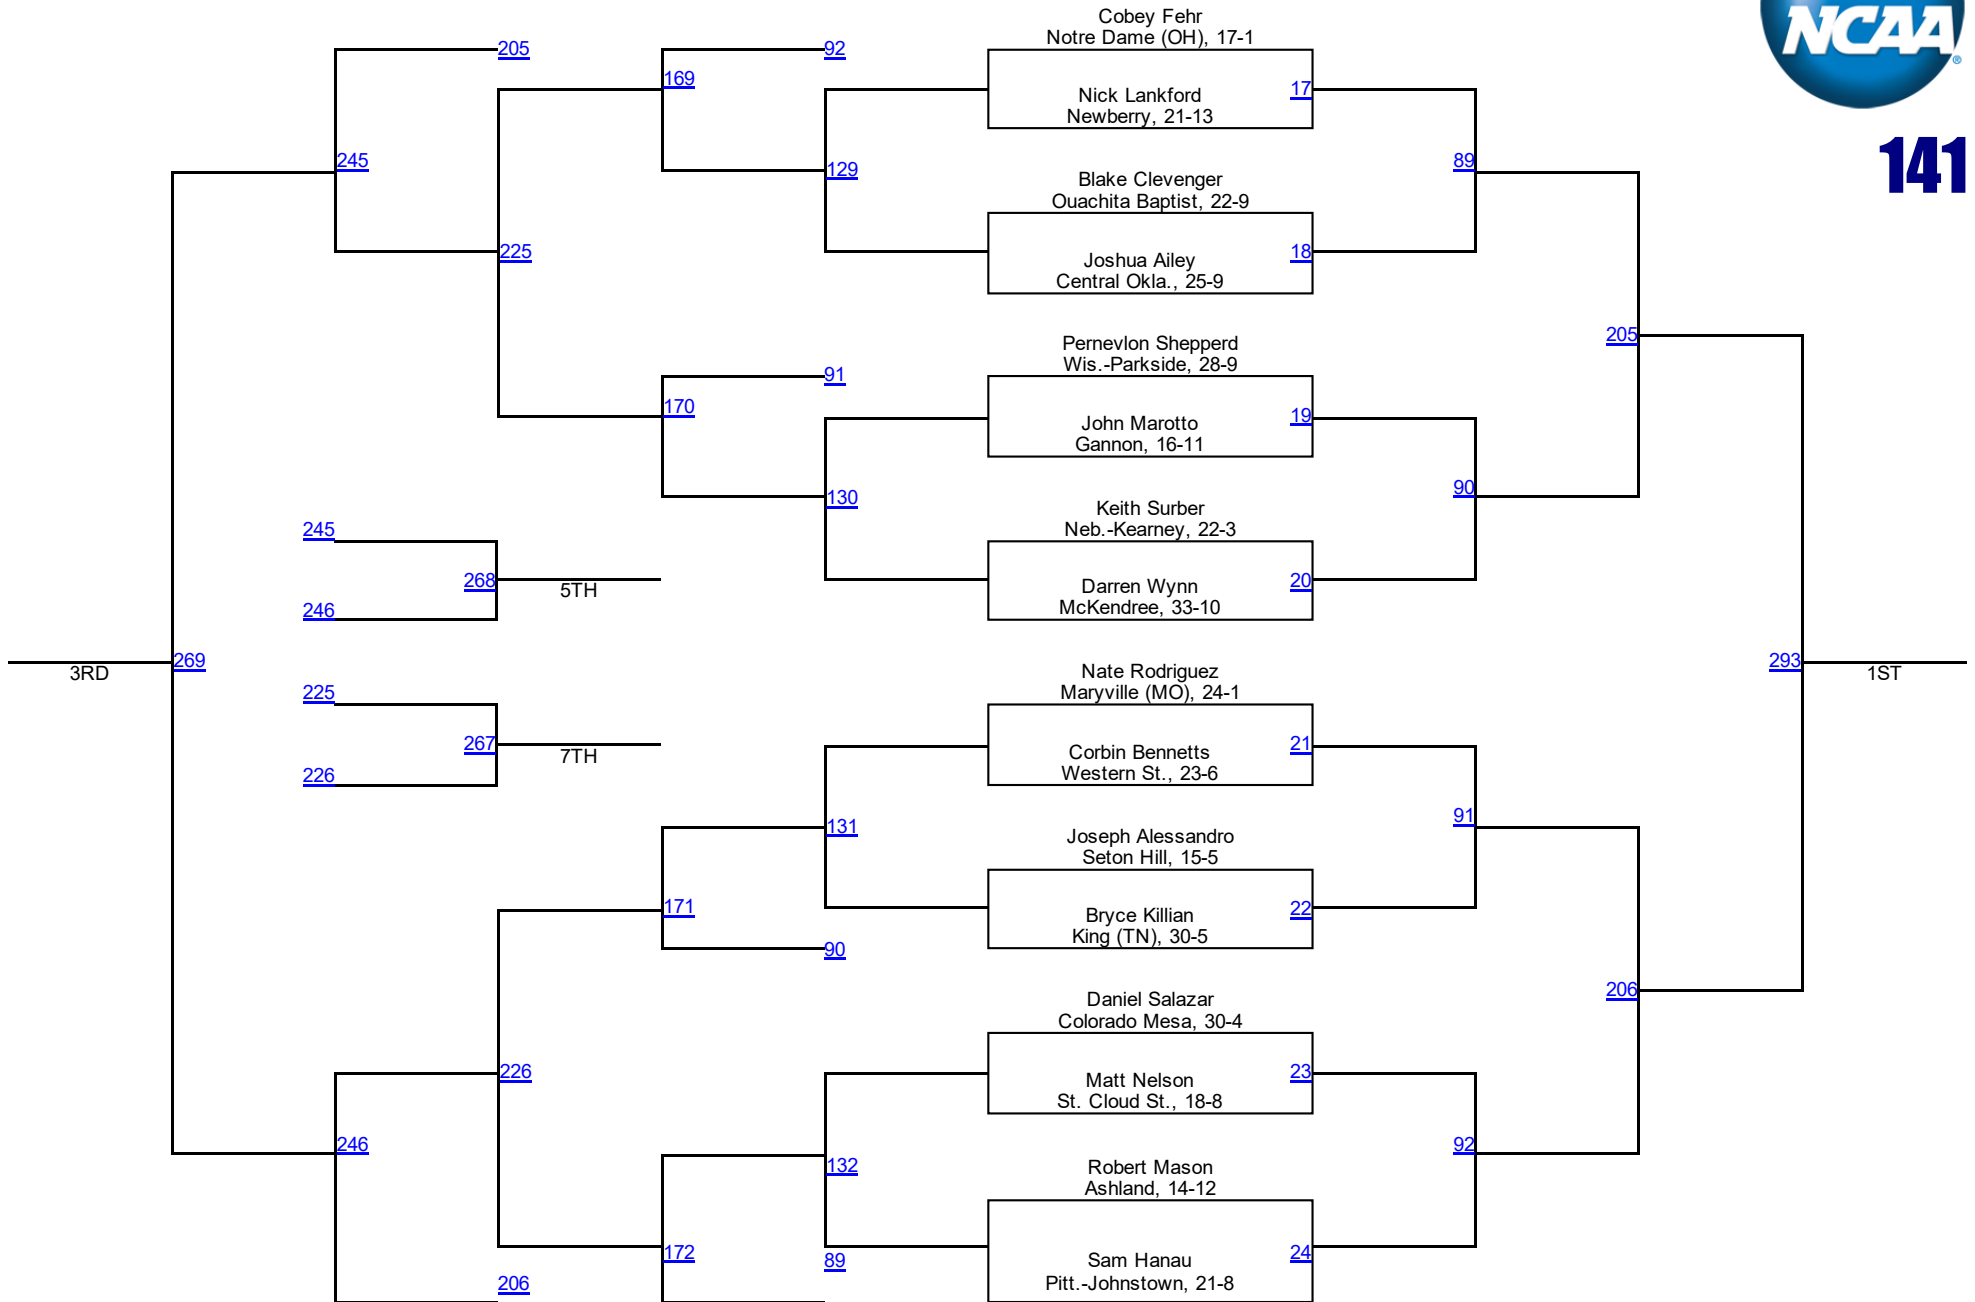 NCAA®
141
Cobey Fehr
Notre Dame (OH), 17-1
205
92
169
Nick Lankford
Newberry, 21-13
17
245
129
89
Blake Clevenger
Ouachita Baptist, 22-9
225
18
Joshua Ailey
Central Okla., 25-9
205
Pernevlon Shepperd
Wis.-Parkside, 28-9
91
170
19
John Marotto
Gannon, 16-11
130
90
Keith Surber
Neb.-Kearney, 22-3
245
268
5TH
20
Darren Wynn
McKendree, 33-10
246
3RD
269
293
1ST
Nate Rodriguez
Maryville (MO), 24-1
225
267
7TH
21
Corbin Bennetts
Western St., 23-6
226
131
91
Joseph Alessandro
Seton Hill, 15-5
171
22
Bryce Killian
King (TN), 30-5
90
206
Daniel Salazar
Colorado Mesa, 30-4
226
23
Matt Nelson
St. Cloud St., 18-8
246
132
92
Robert Mason
Ashland, 14-12
172
89
24
Sam Hanau
Pitt.-Johnstown, 21-8
206